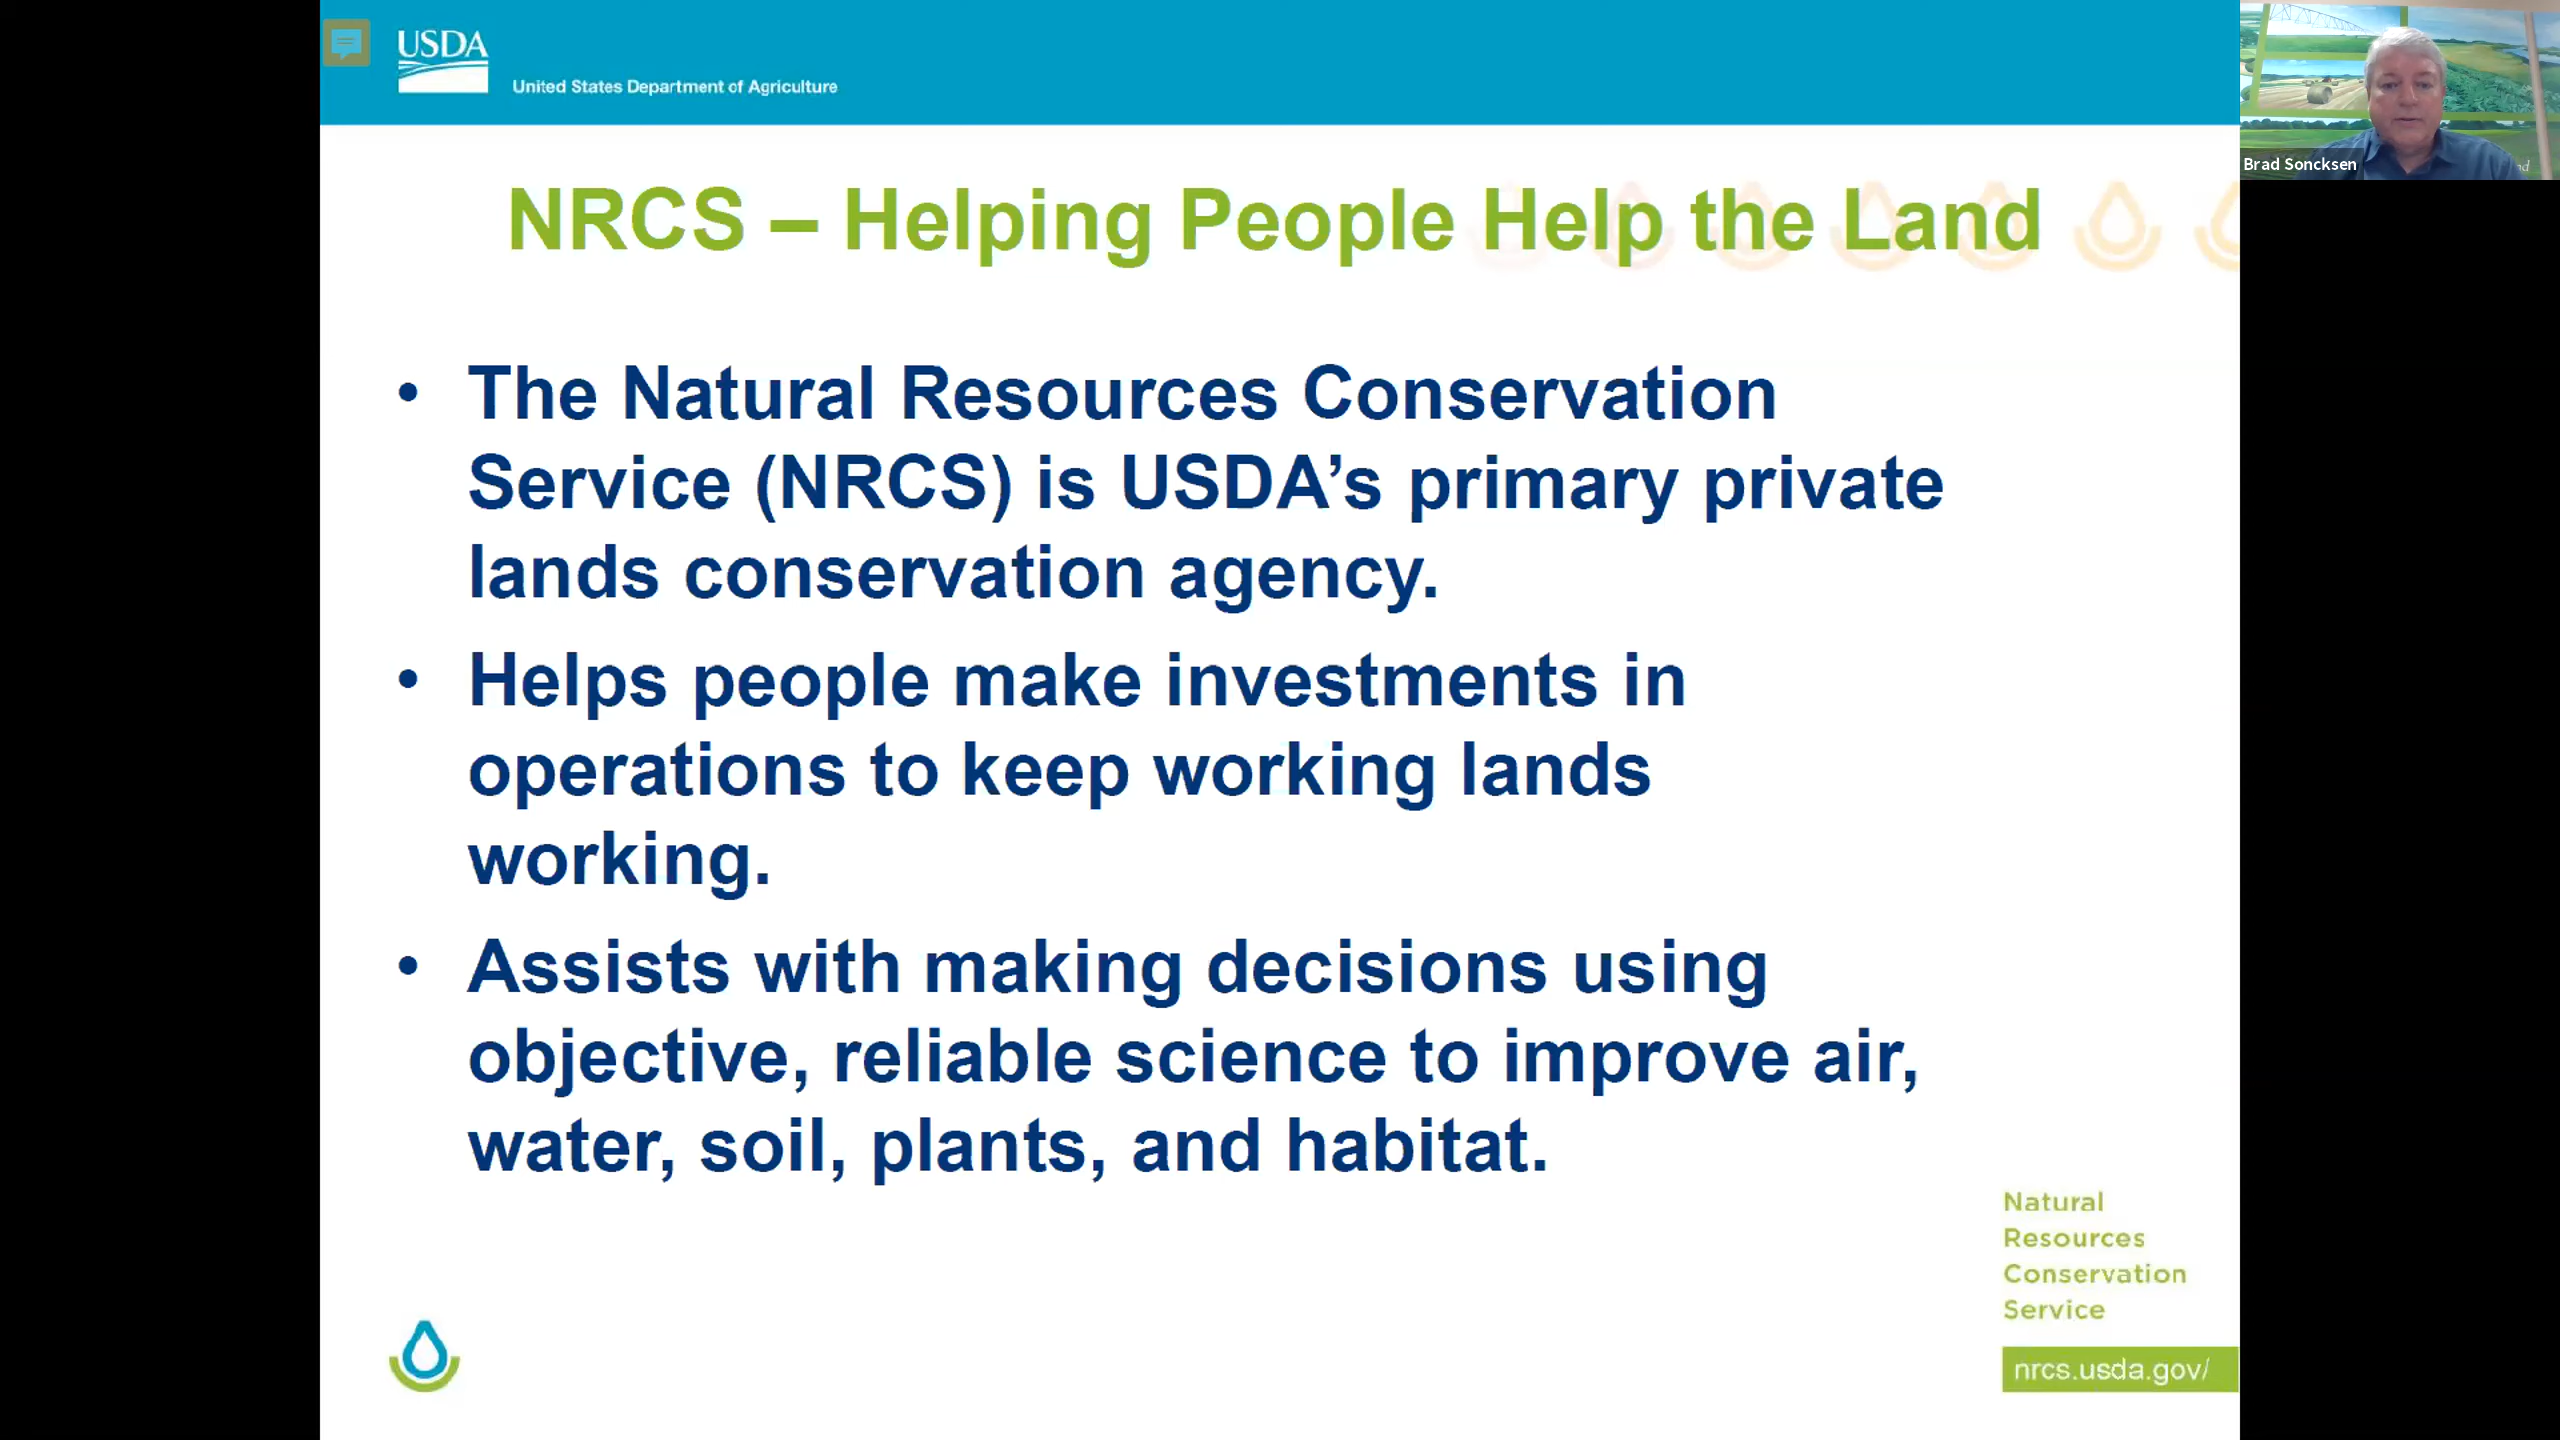 USDA
United States Department of Agriculture
Brad Soncksen
NRCS – Helping People Help the Land
• The Natural Resources Conservation
Service (NRCS) is USDA’s primary private
lands conservation agency.
• Helps people make investments in
operations to keep working lands
working.
• Assists with making decisions using
objective, reliable science to improve air,
water, soil, plants, and habitat.
Natural
Resources
Conservation
Service
nrcs.usda.gov/